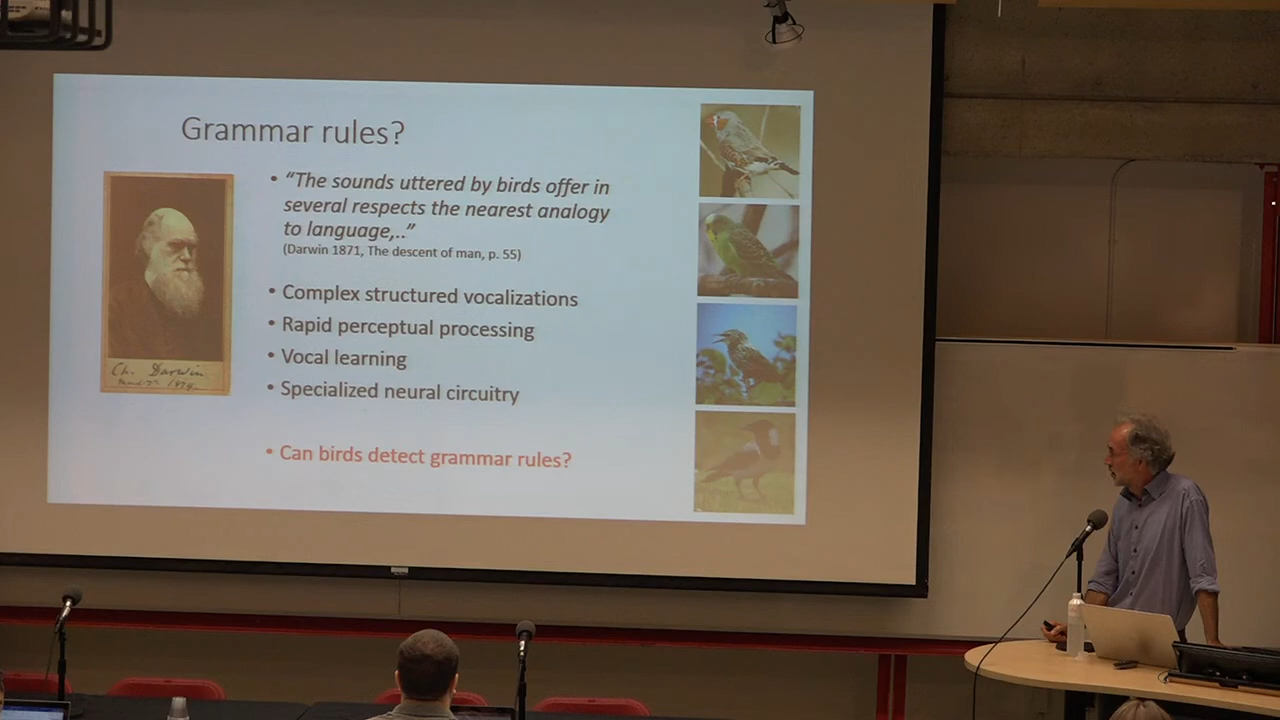 Grammar rules?
• "The sounds uttered by birds offer in
several respects the nearest analogy
to language,.."
(Darwin 1871, The descent of man, p. 55)
• Complex structured vocalizations
• Rapid perceptual processing
• Vocal learning
• Specialized neural circuitry
• Can birds detect grammar rules?
Ch. Darwin
1874